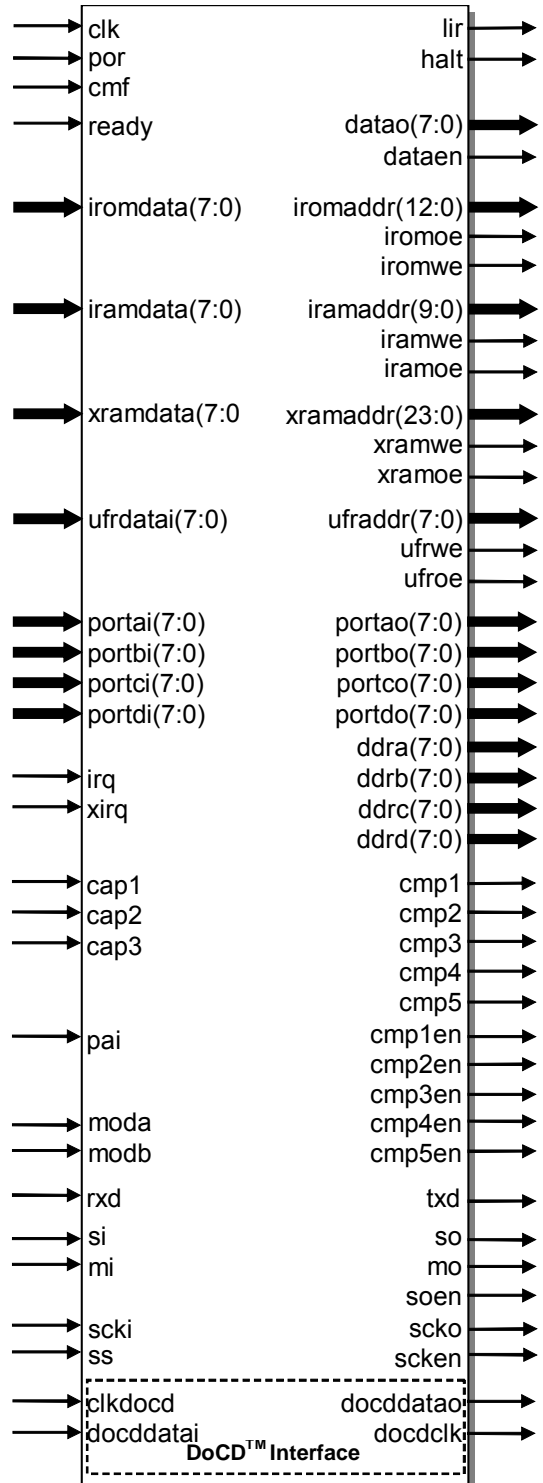 clk lir
por halt
cmf
ready datao(7:0)
dataen
iromdata(7:0) iromaddr(12:0)
iromoe
iromwe
iramdata(7:0) iramaddr(9:0)
iramwe
iramoe
xramdata(7:0 xramaddr(23:0)
xramwe
xramoe
ufrdatai(7:0) ufraddr(7:0)
ufrwe
ufroe
portai(7:0) portao(7:0)
portbi(7:0) portbo(7:0)
portci(7:0) portco(7:0)
portdi(7:0) portdo(7:0)
ddra(7:0)
irq ddrb(7:0)
xirq ddrc(7:0)
ddrd(7:0)
cap1 cmp1
cap2 cmp2
cap3 cmp3
cmp4
cmp5
pai cmp1en
cmp2en
cmp3en
moda cmp4en
modb cmp5en
rxd txd
si so
mi mo
soen
scki scko
ss scken
clkdocd docddatao
docddatai docdclk
DoCD™ Interface